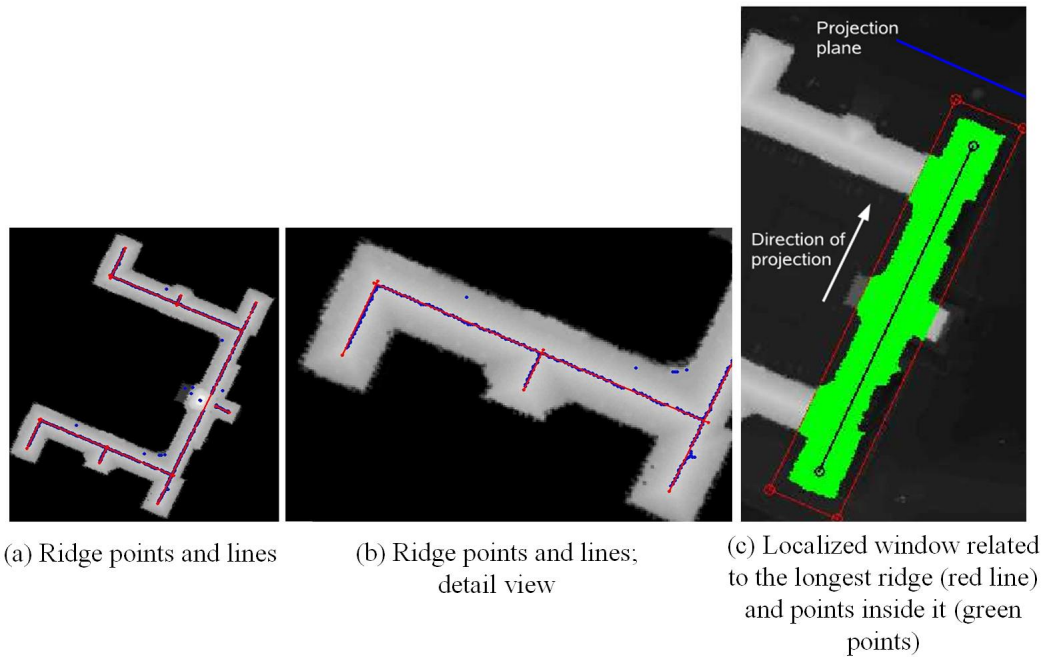 Projection
plane
Direction of
projection
(a) Ridge points and lines
(b) Ridge points and lines;
detail view
(c) Localized window related
to the longest ridge (red line)
and points inside it (green
points)